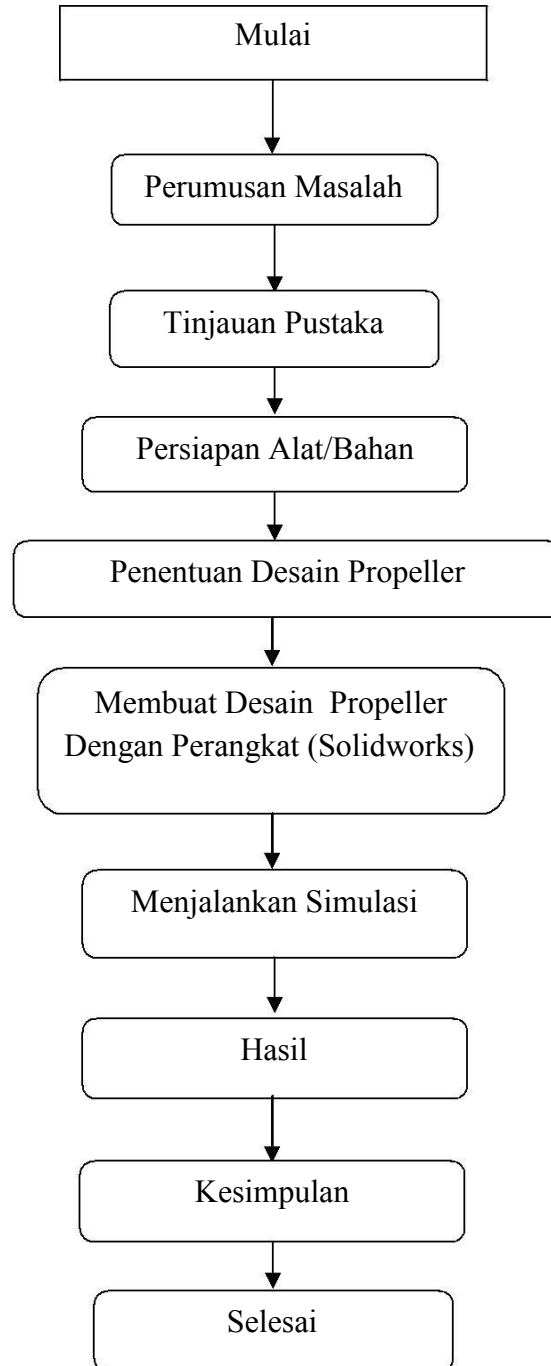 Mulai
Perumusan Masalah
Tinjauan Pustaka
Persiapan Alat/Bahan
Penentuan Desain Propeller
Membuat Desain Propeller
Dengan Perangkat (Solidworks)
Menjalankan Simulasi
Hasil
Kesimpulan
Selesai